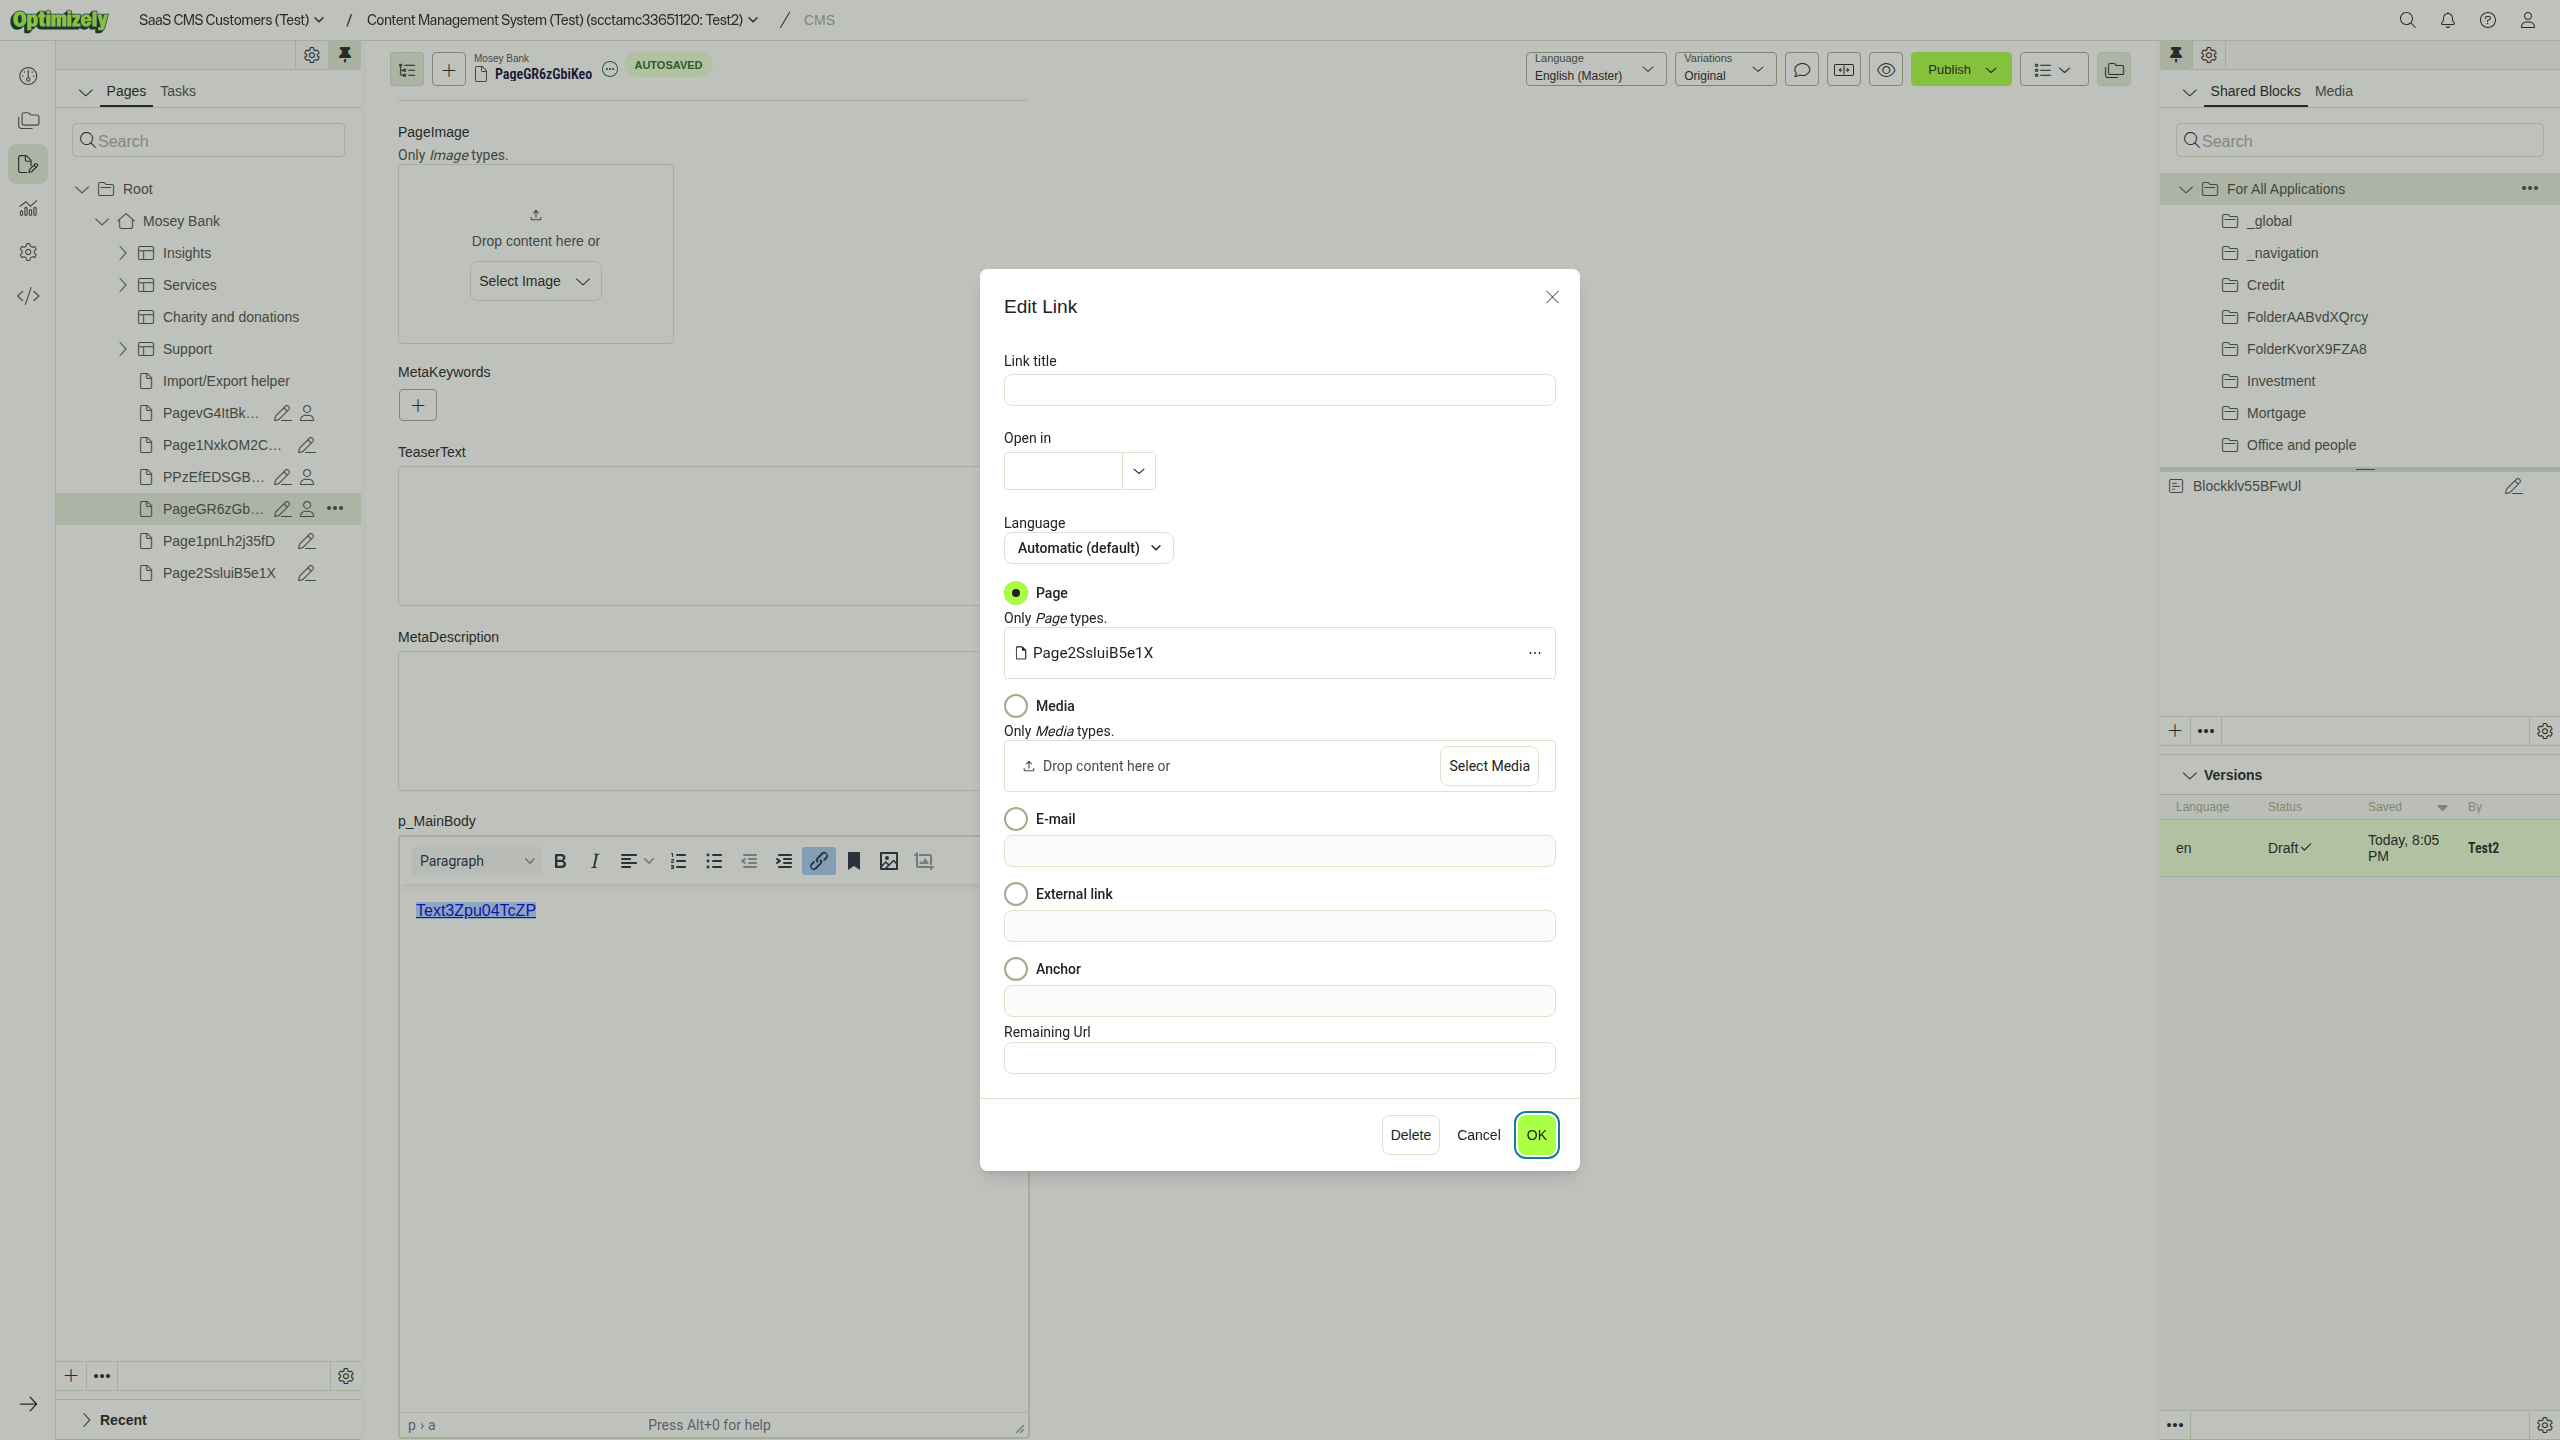 Optimizely
SaaS CMS Customers (Test) / Content Management System (Test) (scctamc33651120: Test2) / CMS
Pages Tasks
Search
Root
Mosey Bank
Insights
Services
Charity and donations
Support
Import/Export helper
PagevG4ItBk...
Page1NxkOM2C...
PPzEfEDSGB...
PageGR6zGb...
Page1pnLh2j35fD
Page2SsluiB5e1X
Recent
Mosey Bank
PageGR6zGbiKeo
AUTOSAVED
Language
English (Master)
Variations
Original
Publish
PageImage
Only Image types.
Drop content here or
Select Image
MetaKeywords
TeaserText
MetaDescription
p_MainBody
Paragraph
B I
Text3Zpu04TcZP
p › a
Press Alt+0 for help
Edit Link
Link title
Open in
Language
Automatic (default)
Page
Only Page types.
Page2SsluiB5e1X
Media
Only Media types.
Drop content here or
Select Media
E-mail
External link
Anchor
Remaining Url
Delete Cancel OK
Shared Blocks Media
Search
For All Applications
_global
_navigation
Credit
FolderAABvdXQrcy
FolderKvorX9FZA8
Investment
Mortgage
Office and people
Blockklv55BFwUl
Versions
Language Status Saved By
en Draft Today, 8:05 PM Test2